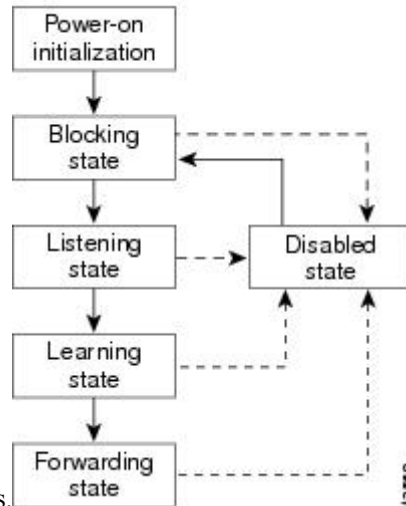 Power-on
initialization
Blocking
state
Listening
state
Disabled
state
Learning
state
Forwarding
state
s.